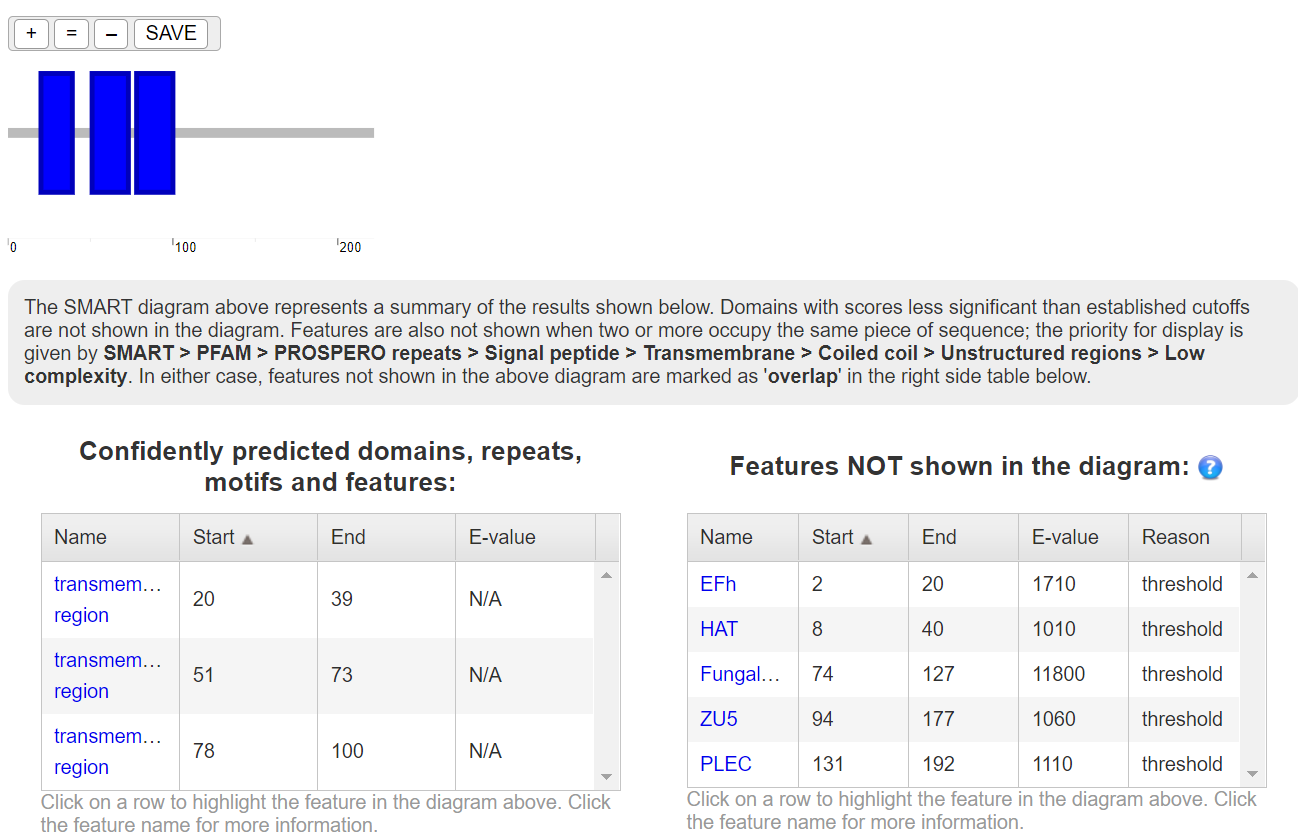 + = – SAVE
0 100 200
The SMART diagram above represents a summary of the results shown below. Domains with scores less significant than established cutoffs
are not shown in the diagram. Features are also not shown when two or more occupy the same piece of sequence; the priority for display is
given by SMART > PFAM > PROSPERO repeats > Signal peptide > Transmembrane > Coiled coil > Unstructured regions > Low
complexity. In either case, features not shown in the above diagram are marked as 'overlap' in the right side table below.
Confidently predicted domains, repeats,
motifs and features:
Name Start End E-value
transmem…
region 20 39 N/A
transmem…
region 51 73 N/A
transmem…
region 78 100 N/A
Click on a row to highlight the feature in the diagram above. Click
the feature name for more information.
Features NOT shown in the diagram: ?
Name Start End E-value Reason
EFh 2 20 1710 threshold
HAT 8 40 1010 threshold
Fungal… 74 127 11800 threshold
ZU5 94 177 1060 threshold
PLEC 131 192 1110 threshold
Click on a row to highlight the feature in the diagram above. Click
the feature name for more information.